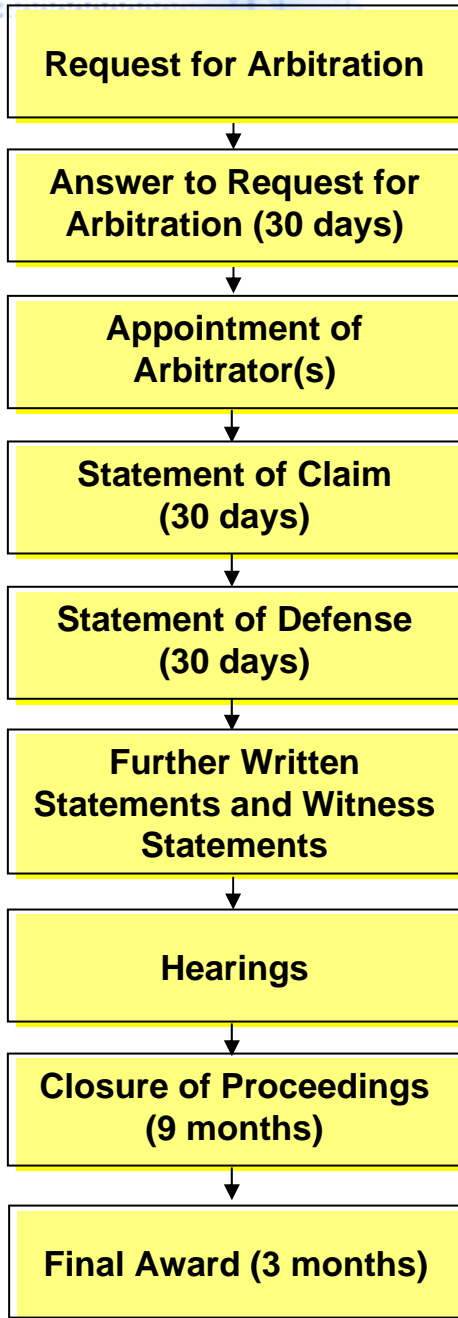 Request for Arbitration
Answer to Request for
Arbitration (30 days)
Appointment of
Arbitrator(s)
Statement of Claim
(30 days)
Statement of Defense
(30 days)
Further Written
Statements and Witness
Statements
Hearings
Closure of Proceedings
(9 months)
Final Award (3 months)